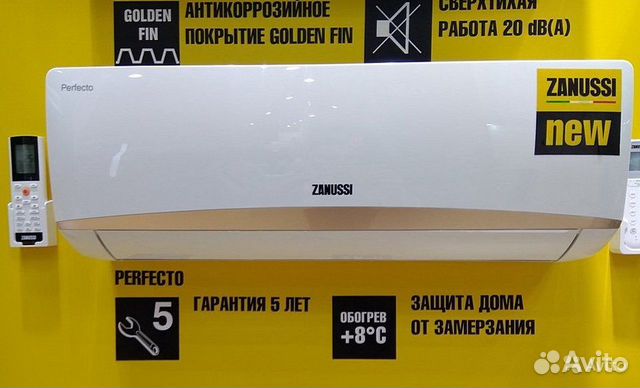 GOLDEN
FIN
АНТИКОРРОЗИЙНОЕ
ПОКРЫТИЕ GOLDEN FIN
СВЕРХТИХАЯ
РАБОТА 20 dB(A)
Perfecto
ZANUSSI
new
ZANUSSI
ZANUSSI
PERFECTO
5
ГАРАНТИЯ 5 ЛЕТ
ОБОГРЕВ
+8°C
ЗАЩИТА ДОМА
ОТ ЗАМЕРЗАНИЯ
Avito